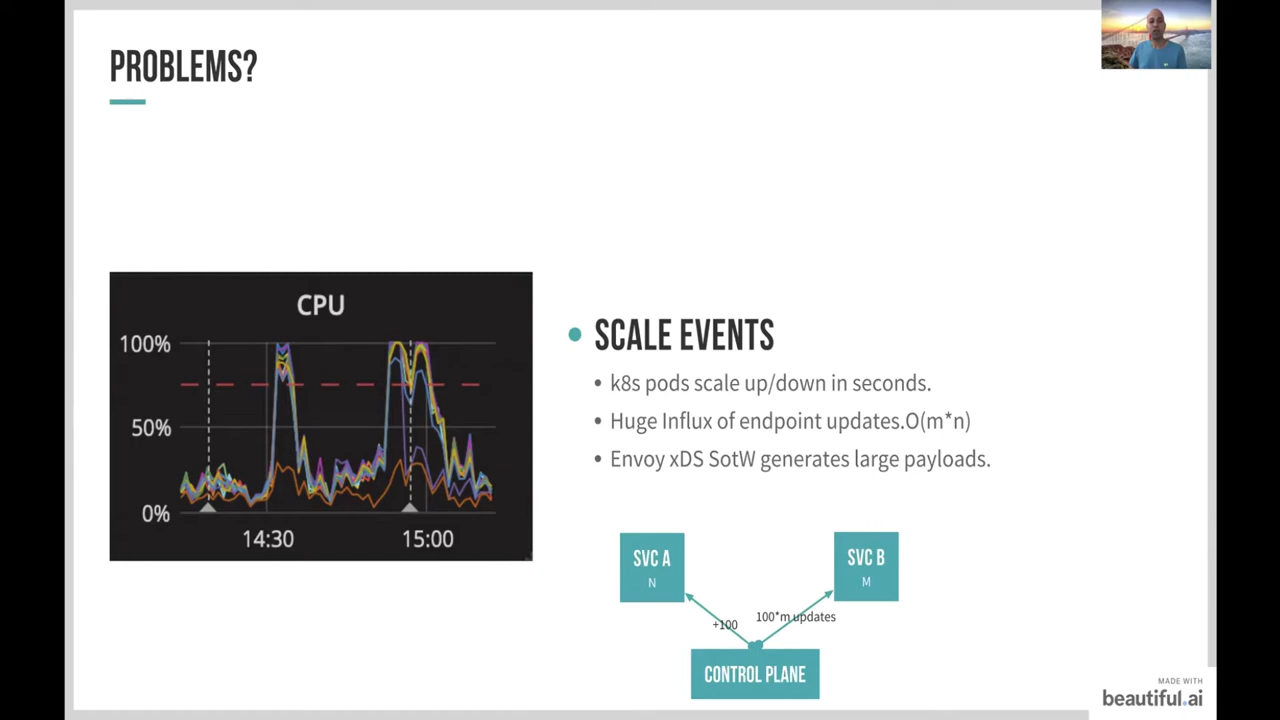 PROBLEMS?
CPU
100%
50%
0%
14:30
15:00
SCALE EVENTS
• k8s pods scale up/down in seconds.
• Huge Influx of endpoint updates.O(m*n)
• Envoy xDS SotW generates large payloads.
SVC A
N
SVC B
M
+100
100*m updates
CONTROL PLANE
MADE WITH
beautiful.ai